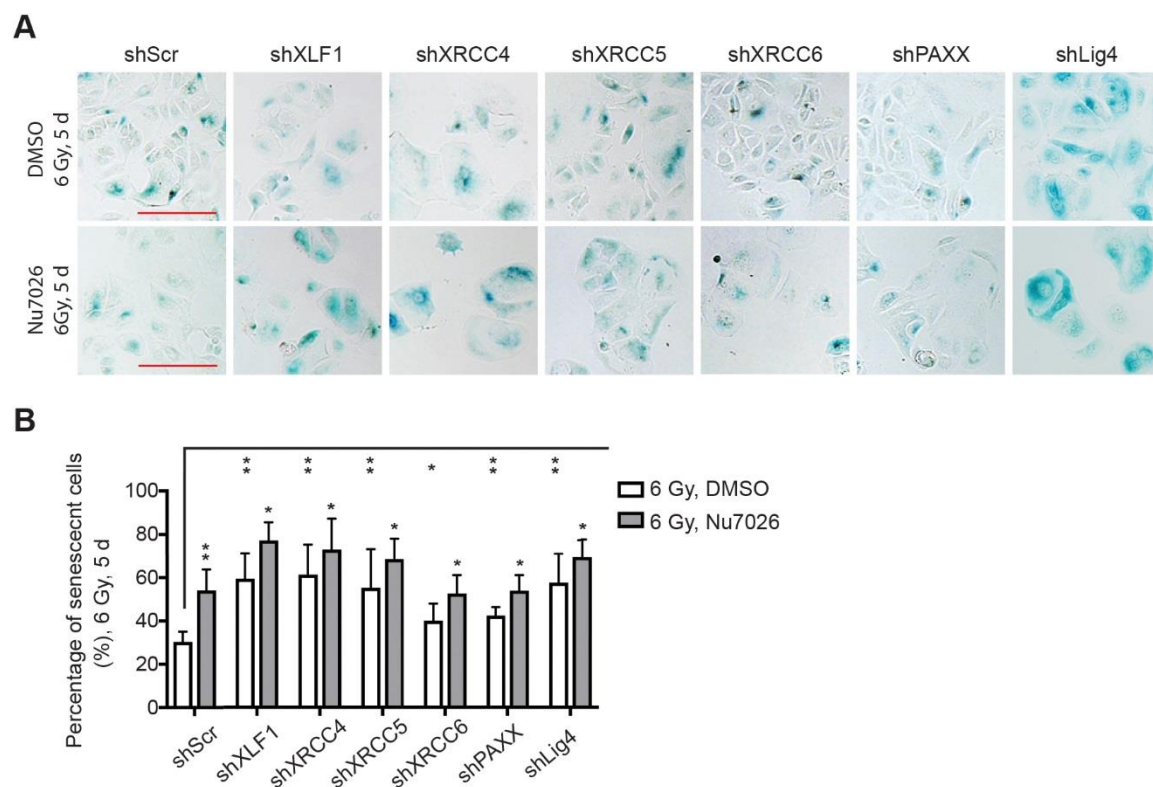 A
shScr shXLF1 shXRCC4 shXRCC5 shXRCC6 shPAXX shLig4
DMSO
6 Gy, 5 d
Nu7026
6Gy, 5 d
B
** ** ** * ** **
Percentage of senescecnt cells
(%), 6 Gy, 5 d
100
80
60
40
20
0
** * * * * * *
6 Gy, DMSO
6 Gy, Nu7026
shScr shXLF1 shXRCC4 shXRCC5 shXRCC6 shPAXX shLig4